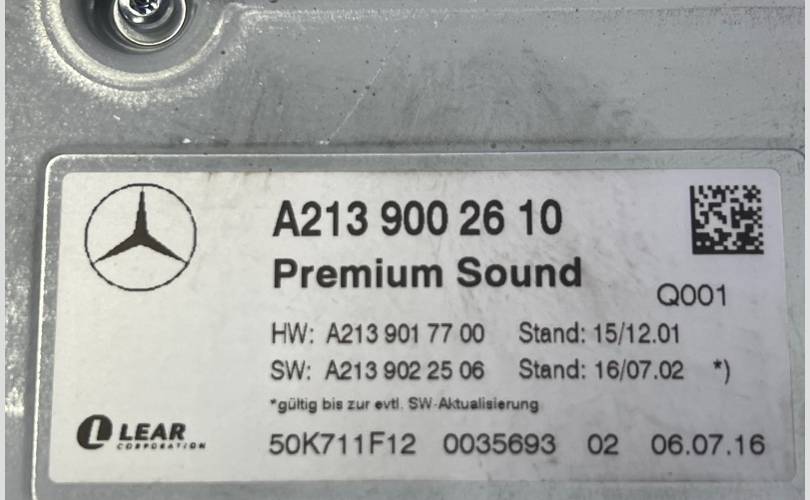 A213 900 26 10
Premium Sound
Q001
HW: A213 901 77 00 Stand: 15/12.01
SW: A213 902 25 06 Stand: 16/07.02 *)
*gültig bis zur evtl. SW-Aktualisierung
LEAR
CORPORATION
50K711F12 0035693 02 06.07.16